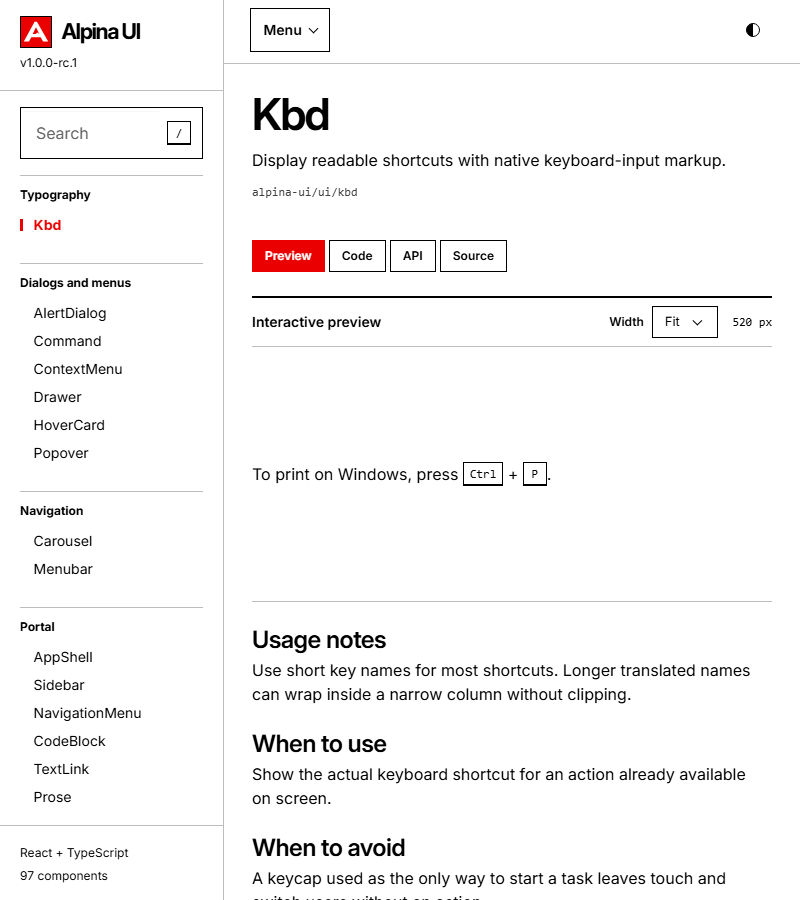 Alpina UI
v1.0.0-rc.1
Search /
Typography
Kbd
Dialogs and menus
AlertDialog
Command
ContextMenu
Drawer
HoverCard
Popover
Navigation
Carousel
Menubar
Portal
AppShell
Sidebar
NavigationMenu
CodeBlock
TextLink
Prose
React + TypeScript
97 components
Menu
Kbd
Display readable shortcuts with native keyboard-input markup.
alpina-ui/ui/kbd
Preview Code API Source
Interactive preview Width Fit 520 px
To print on Windows, press Ctrl + P.
Usage notes
Use short key names for most shortcuts. Longer translated names
can wrap inside a narrow column without clipping.
When to use
Show the actual keyboard shortcut for an action already available
on screen.
When to avoid
A keycap used as the only way to start a task leaves touch and